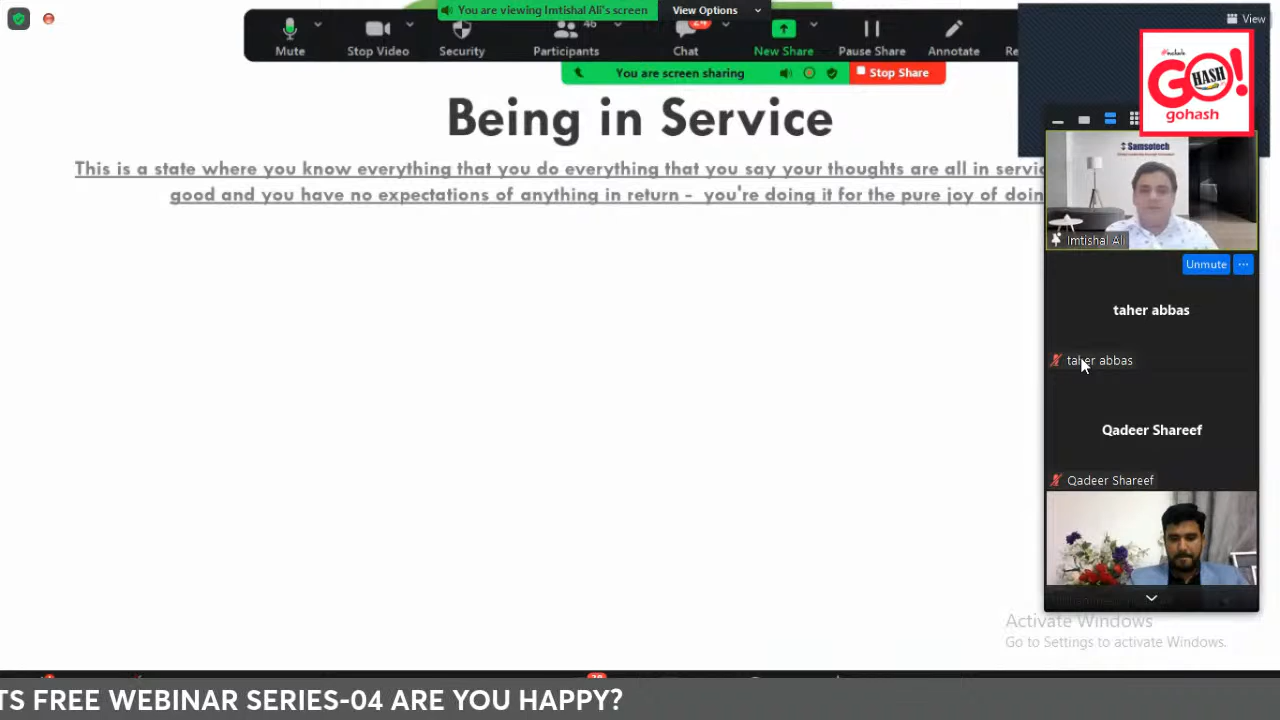 You are viewing Imtishal Ali's screen
View Options
View
Mute
Stop Video
Security
46
Participants
24
Chat
New Share
Pause Share
Annotate
Re
You are screen sharing
Stop Share
#include
GO!
HASH
gohash
Being in Service
This is a state where you know everything that you do everything that you say your thoughts are all in servic
good and you have no expectations of anything in return - you're doing it for the pure joy of doin
Samsotech
Imtishal Ali
Unmute
...
taher abbas
taher abbas
Qadeer Shareef
Qadeer Shareef
Activate Windows
Go to Settings to activate Windows.
TS FREE WEBINAR SERIES-04 ARE YOU HAPPY?